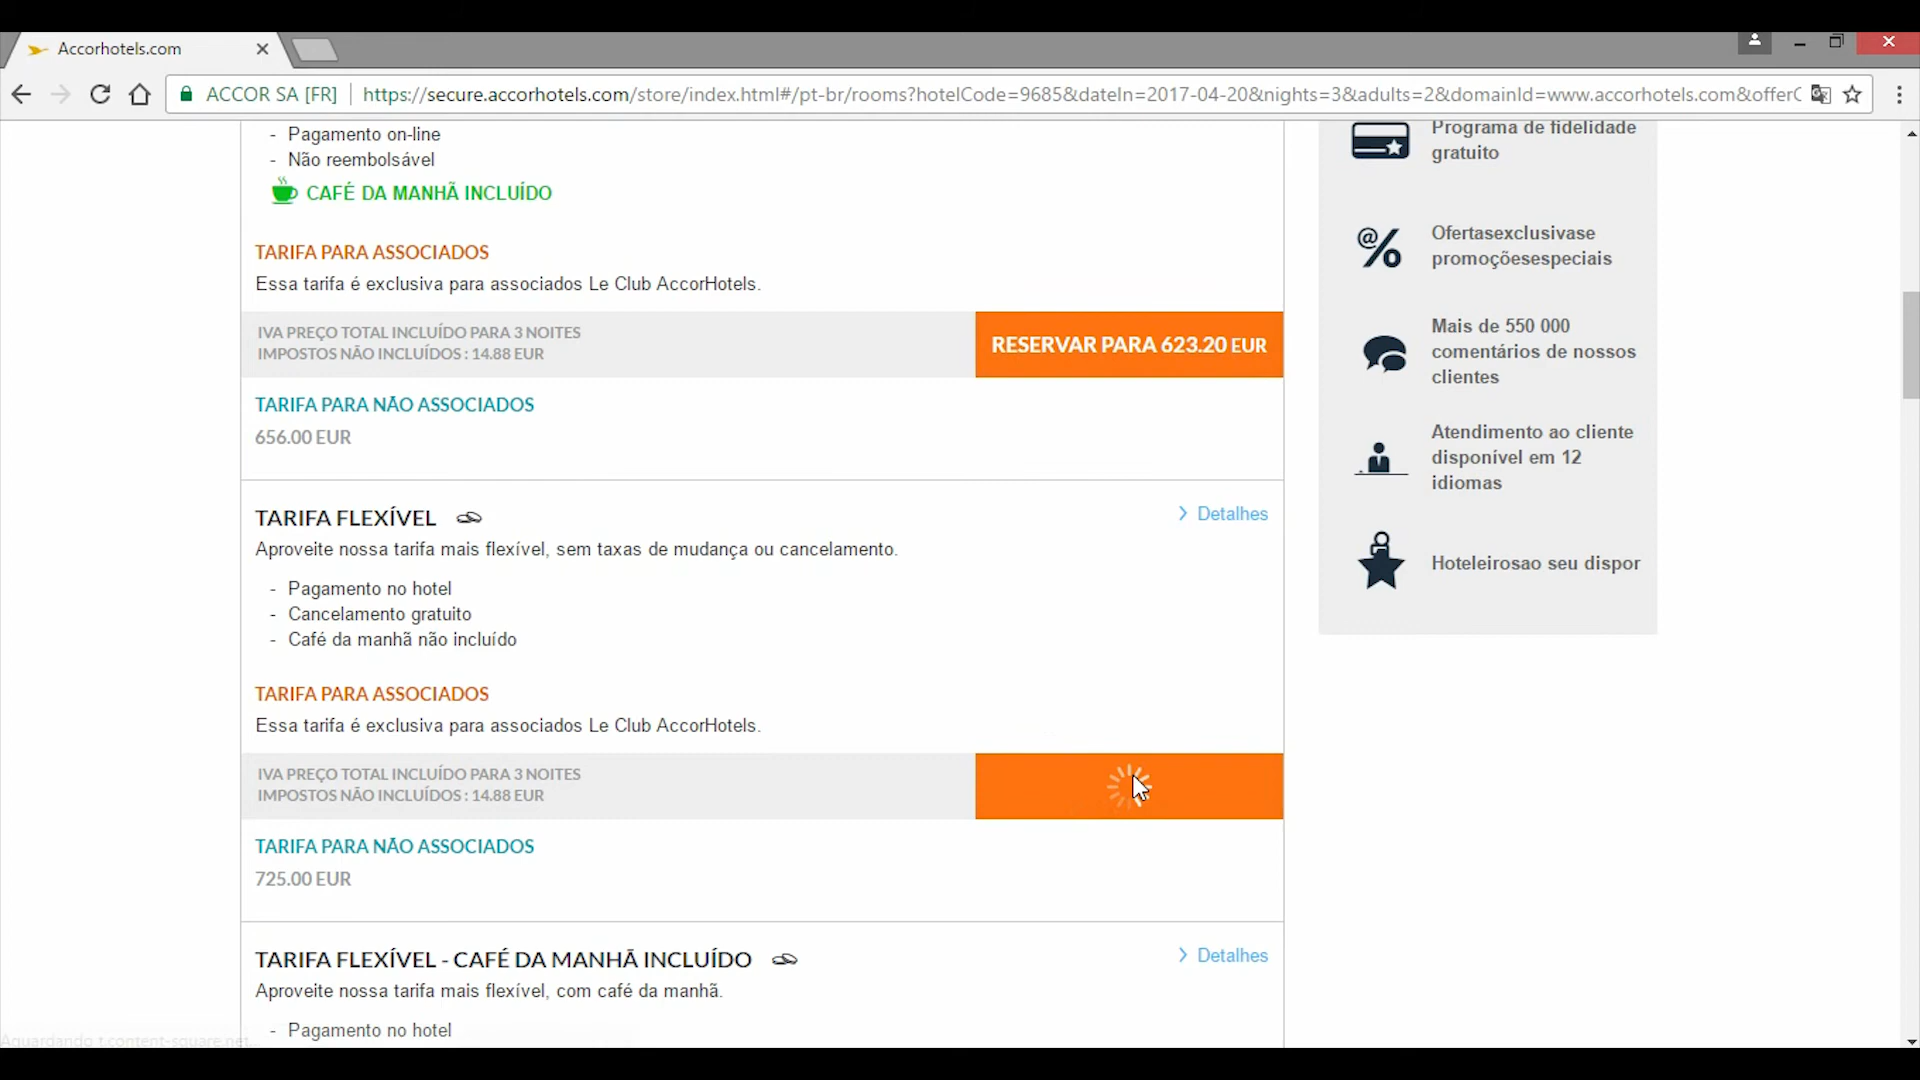 Accorhotels.com
ACCOR SA [FR]
https://secure.accorhotels.com/store/index.html#/pt-br/rooms?hotelCode=9685&dateIn=2017-04-20&nights=3&adults=2&domainId=www.accorhotels.com&offerC
- Pagamento on-line
- Não reembolsável
CAFÉ DA MANHÃ INCLUÍDO
TARIFA PARA ASSOCIADOS
Essa tarifa é exclusiva para associados Le Club AccorHotels.
IVA PREÇO TOTAL INCLUÍDO PARA 3 NOITES
IMPOSTOS NÃO INCLUÍDOS : 14.88 EUR
RESERVAR PARA 623.20 EUR
TARIFA PARA NÃO ASSOCIADOS
656.00 EUR
TARIFA FLEXÍVEL
Detalhes
Aproveite nossa tarifa mais flexível, sem taxas de mudança ou cancelamento.
- Pagamento no hotel
- Cancelamento gratuito
- Café da manhã não incluído
TARIFA PARA ASSOCIADOS
Essa tarifa é exclusiva para associados Le Club AccorHotels.
IVA PREÇO TOTAL INCLUÍDO PARA 3 NOITES
IMPOSTOS NÃO INCLUÍDOS : 14.88 EUR
TARIFA PARA NÃO ASSOCIADOS
725.00 EUR
TARIFA FLEXÍVEL - CAFÉ DA MANHÃ INCLUÍDO
Detalhes
Aproveite nossa tarifa mais flexível, com café da manhã.
- Pagamento no hotel
Aguardando t.content-square.net...
Programa de fidelidade
gratuito
Ofertasexclusivase
promoçõesespeciais
Mais de 550 000
comentários de nossos
clientes
Atendimento ao cliente
disponível em 12
idiomas
Hoteleirosao seu dispor